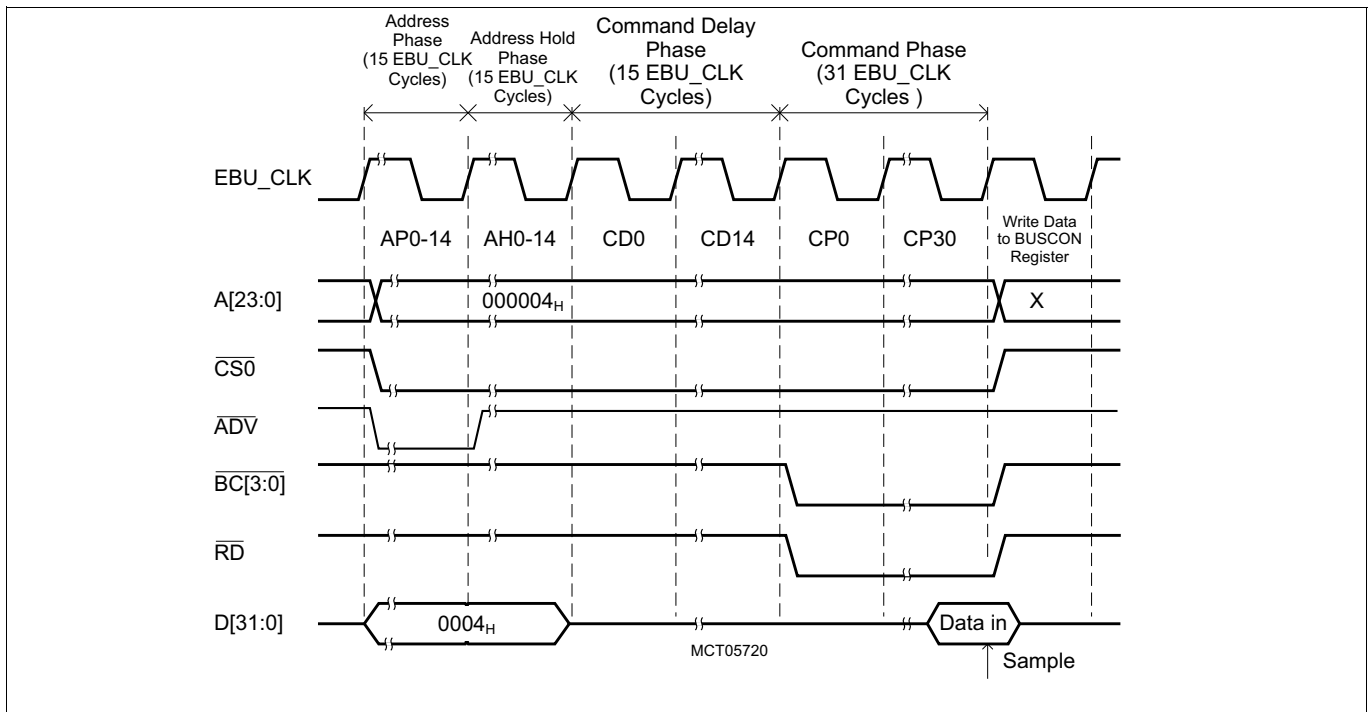 Address
Phase
(15 EBU_CLK
Cycles)
Address Hold
Phase
(15 EBU_CLK
Cycles)
Command Delay
Phase
(15 EBU_CLK
Cycles)
Command Phase
(31 EBU_CLK
Cycles )
EBU_CLK
AP0-14
AH0-14
CD0
CD14
CP0
CP30
Write Data
to BUSCON
Register
A[23:0]
000004H
X
CS0
ADV
BC[3:0]
RD
D[31:0]
0004H
Data in
MCT05720
Sample